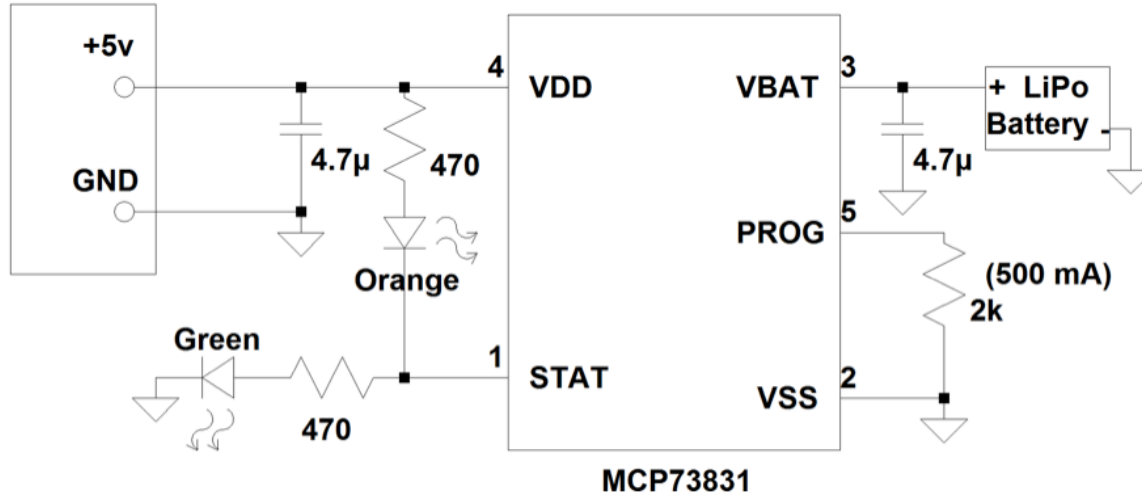 +5v
GND
4.7µ
470
Orange
Green
470
4
VDD
1
STAT
VBAT
3
PROG
5
VSS
2
MCP73831
4.7µ
+ LiPo
Battery -
(500 mA)
2k